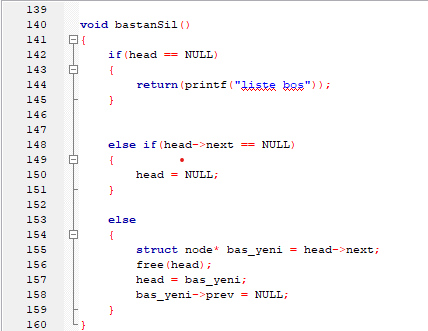 139
140 void bastanSil()
141 {
142     if(head == NULL)
143     {
144         return(printf("liste bos"));
145     }
146
147
148     else if(head->next == NULL)
149     {
150         head = NULL;
151     }
152
153     else
154     {
155         struct node* bas_yeni = head->next;
156         free(head);
157         head = bas_yeni;
158         bas_yeni->prev = NULL;
159     }
160 }